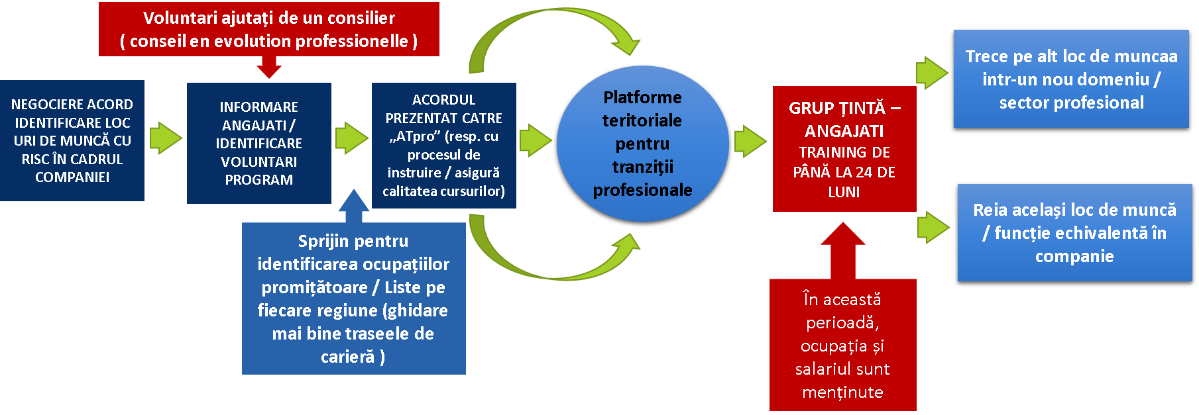 Voluntari ajutați de un consilier
( conseil en evolution professionelle )
NEGOCIERE ACORD
IDENTIFICARE LOC
URI DE MUNCĂ CU
RISC ÎN CADRUL
COMPANIEI
INFORMARE
ANGAJATI /
IDENTIFICARE
VOLUNTARI
PROGRAM
ACORDUL
PREZENTAT CATRE
„ATpro” (resp. cu
procesul de
instruire / asigură
calitatea cursurilor)
Sprijin pentru
identificarea ocupațiilor
promițătoare / Liste pe
fiecare regiune (ghidare
mai bine traseele de
carieră )
Platforme
teritoriale
pentru
tranziții
profesionale
GRUP ȚINTĂ –
ANGAJATI
TRAINING DE
PÂNĂ LA 24 DE
LUNI
În această
perioadă,
ocupația și
salariul sunt
menținute
Trece pe alt loc de muncaa
intr-un nou domeniu /
sector profesional
Reia același loc de muncă
/ funcție echivalentă în
companie